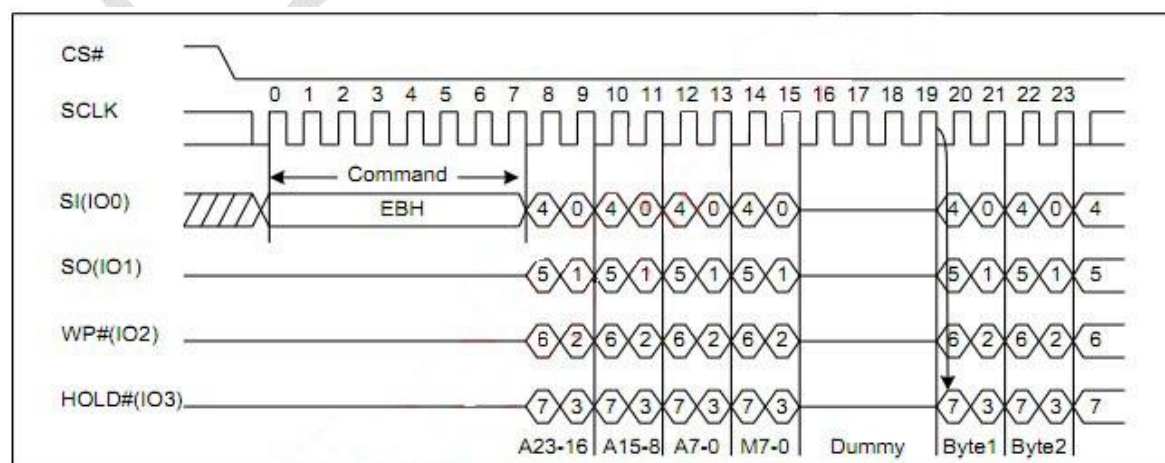 CS#
0 1 2 3 4 5 6 7 8 9 10 11 12 13 14 15 16 17 18 19 20 21 22 23
SCLK
Command
SI(IO0) EBH 4 0 4 0 4 0 4 0 4 0 4 0 4
SO(IO1) 5 1 5 1 5 1 5 1 5 1 5 1 5
WP#(IO2) 6 2 6 2 6 2 6 2 6 2 6 2 6
HOLD#(IO3) 7 3 7 3 7 3 7 3 7 3 7 3 7
A23-16 A15-8 A7-0 M7-0 Dummy Byte1 Byte2